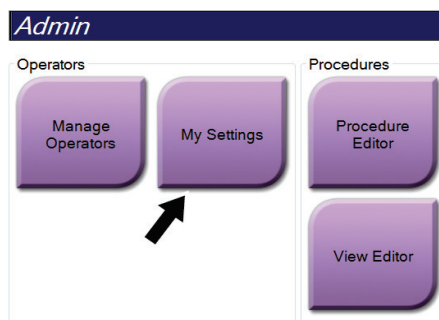 Admin
Operators
Procedures
Manage
Operators
My Settings
Procedure
Editor
View Editor